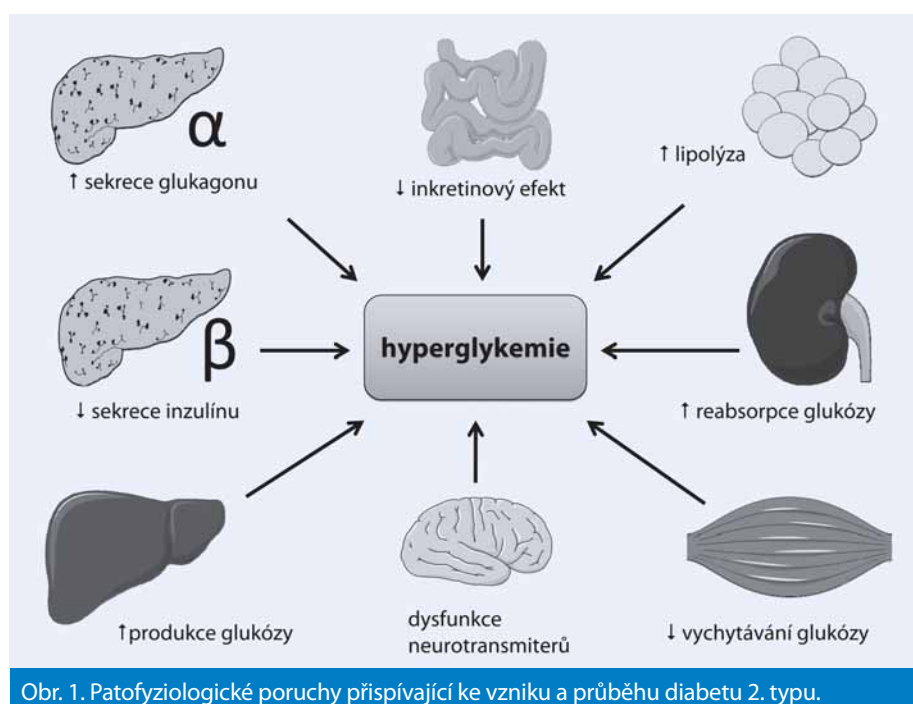 α
↑ sekrece glukagonu
↓ inkretinový efekt
↑ lipolýza
β
↓ sekrece inzulínu
hyperglykemie
↑ reabsorpce glukózy
↑produkce glukózy
dysfunkce
neurotransmiterů
↓ vychytávání glukózy
Obr. 1. Patofyziologické poruchy přispívající ke vzniku a průběhu diabetu 2. typu.